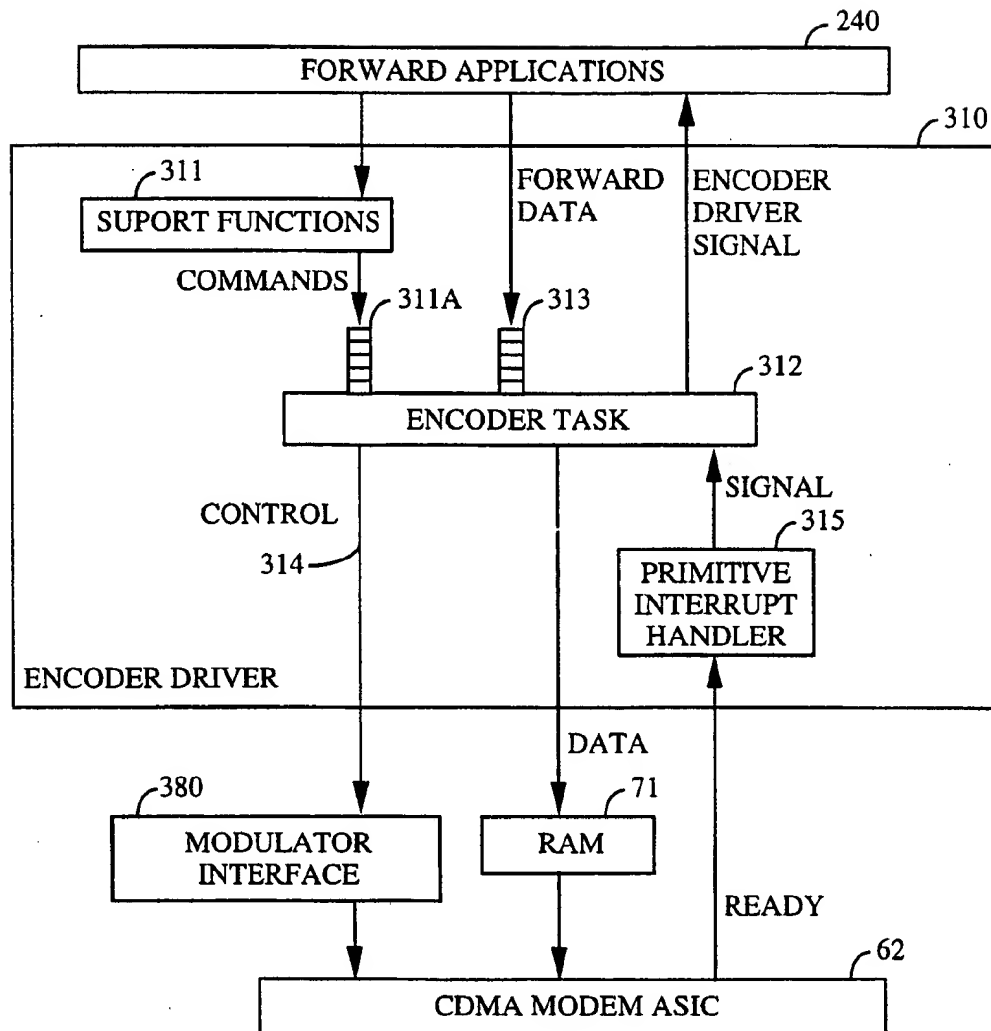 240
FORWARD APPLICATIONS
310
311
SUPORT FUNCTIONS
FORWARD
DATA
ENCODER
DRIVER
SIGNAL
COMMANDS
311A
313
312
ENCODER TASK
SIGNAL
CONTROL
315
314
PRIMITIVE
INTERRUPT
HANDLER
ENCODER DRIVER
DATA
380
71
MODULATOR
INTERFACE
RAM
READY
62
CDMA MODEM ASIC